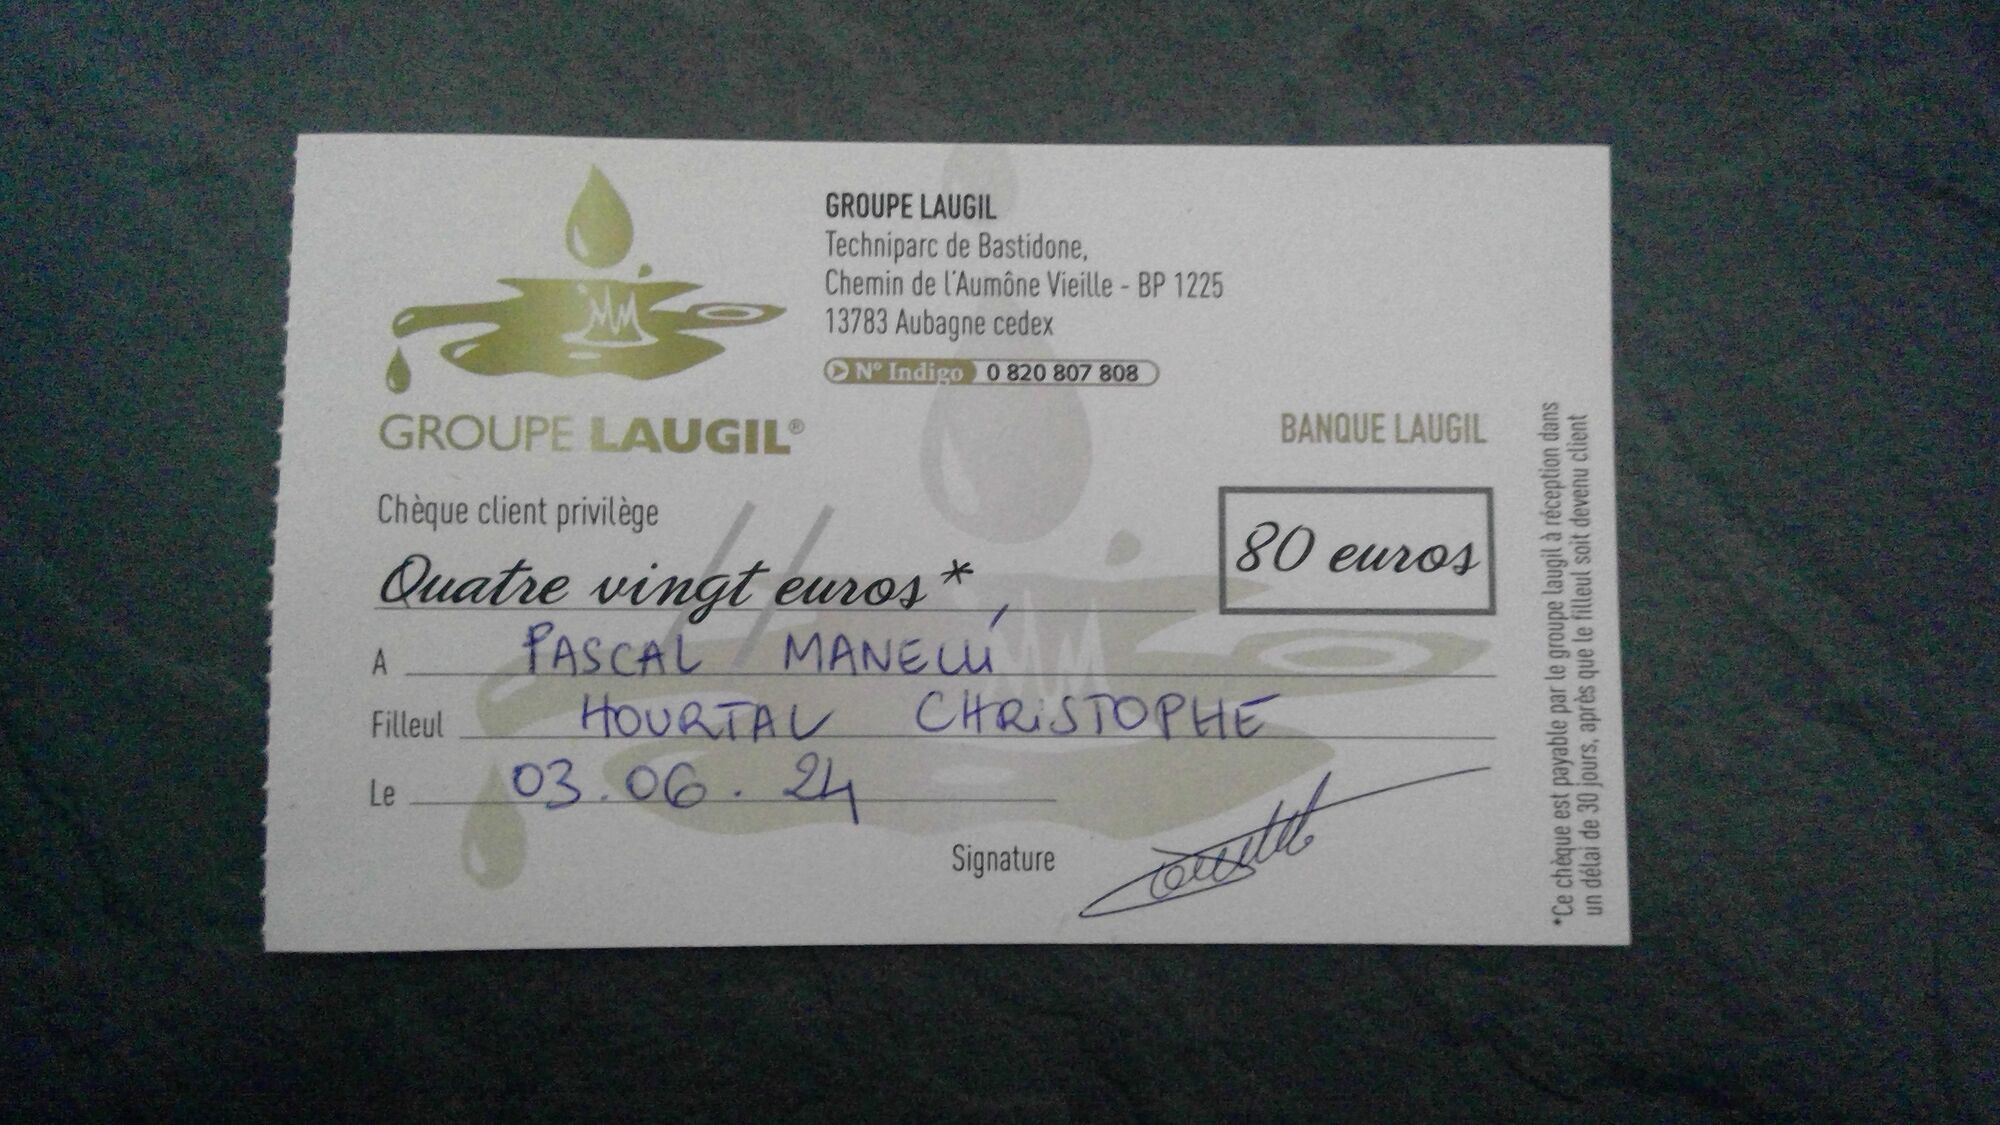 GROUPE LAUGIL®
GROUPE LAUGIL
Techniparc de Bastidone,
Chemin de l'Aumône Vieille - BP 1225
13783 Aubagne cedex
N° Indigo 0 820 807 808
BANQUE LAUGIL
Chèque client privilège
Quatre vingt euros*
80 euros
A PASCAL MANELLI
Filleul HOURTAL CHRISTOPHE
Le 03.06.24
Signature
*Ce chèque est payable par le groupe laugil à réception dans
un délai de 30 jours, après que le filleul soit devenu client